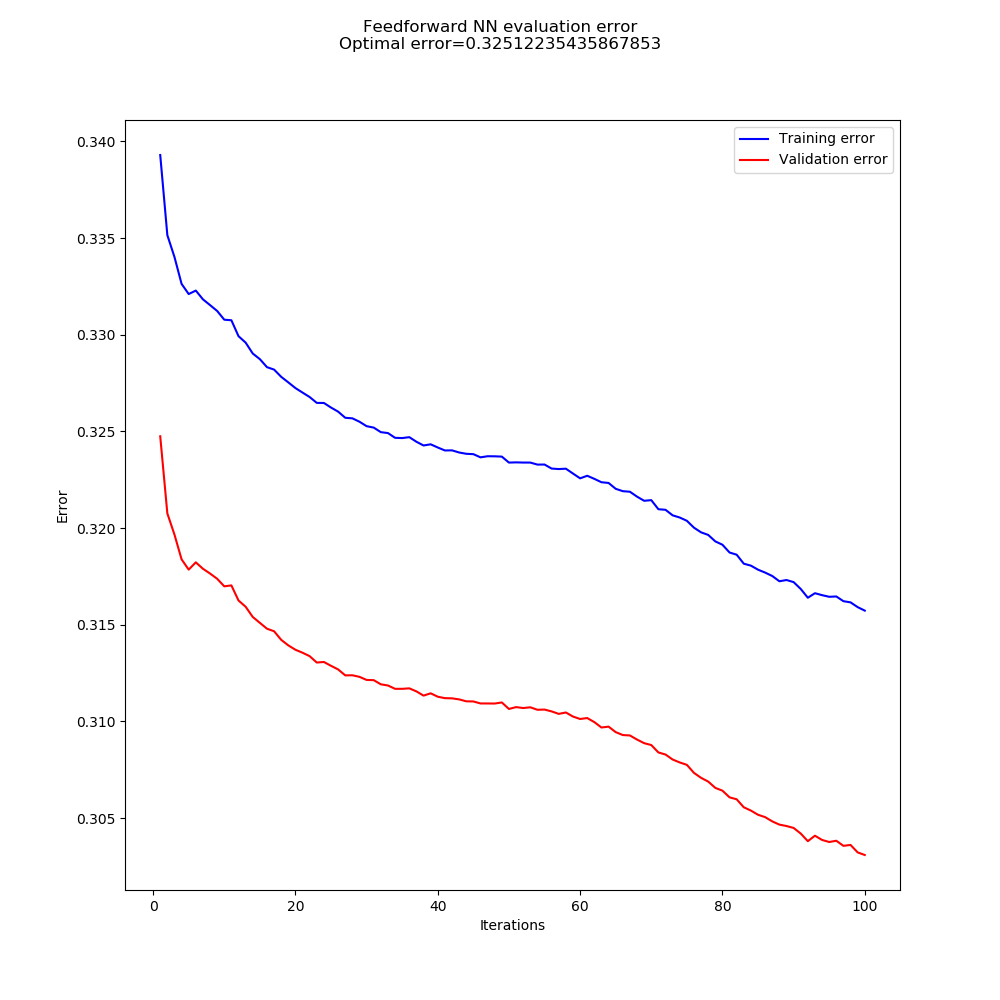 Feedforward NN evaluation error
Optimal error=0.32512235435867853
Training error
Validation error
0.340
0.335
0.330
0.325
0.320
0.315
0.310
0.305
Error
0 20 40 60 80 100
Iterations